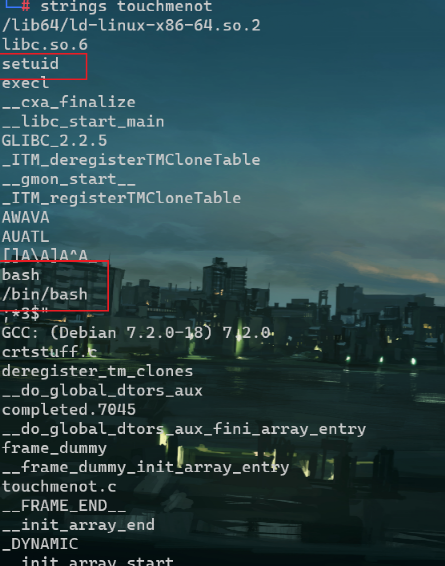 └─# strings touchmenot
/lib64/ld-linux-x86-64.so.2
libc.so.6
setuid
execl
__cxa_finalize
__libc_start_main
GLIBC_2.2.5
_ITM_deregisterTMCloneTable
__gmon_start__
_ITM_registerTMCloneTable
AWAVA
AUATL
[]A\A]A^A_
bash
/bin/bash
;*3$"
GCC: (Debian 7.2.0-18) 7.2.0
crtstuff.c
deregister_tm_clones
__do_global_dtors_aux
completed.7045
__do_global_dtors_aux_fini_array_entry
frame_dummy
__frame_dummy_init_array_entry
touchmenot.c
__FRAME_END__
__init_array_end
_DYNAMIC
__init_array_start